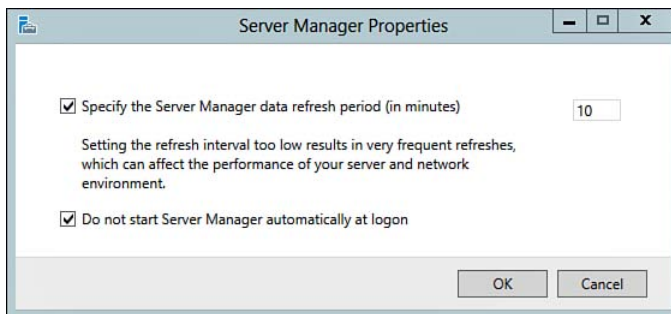 Server Manager Properties
Specify the Server Manager data refresh period (in minutes) 10
Setting the refresh interval too low results in very frequent refreshes,
which can affect the performance of your server and network
environment.
Do not start Server Manager automatically at logon
OK Cancel